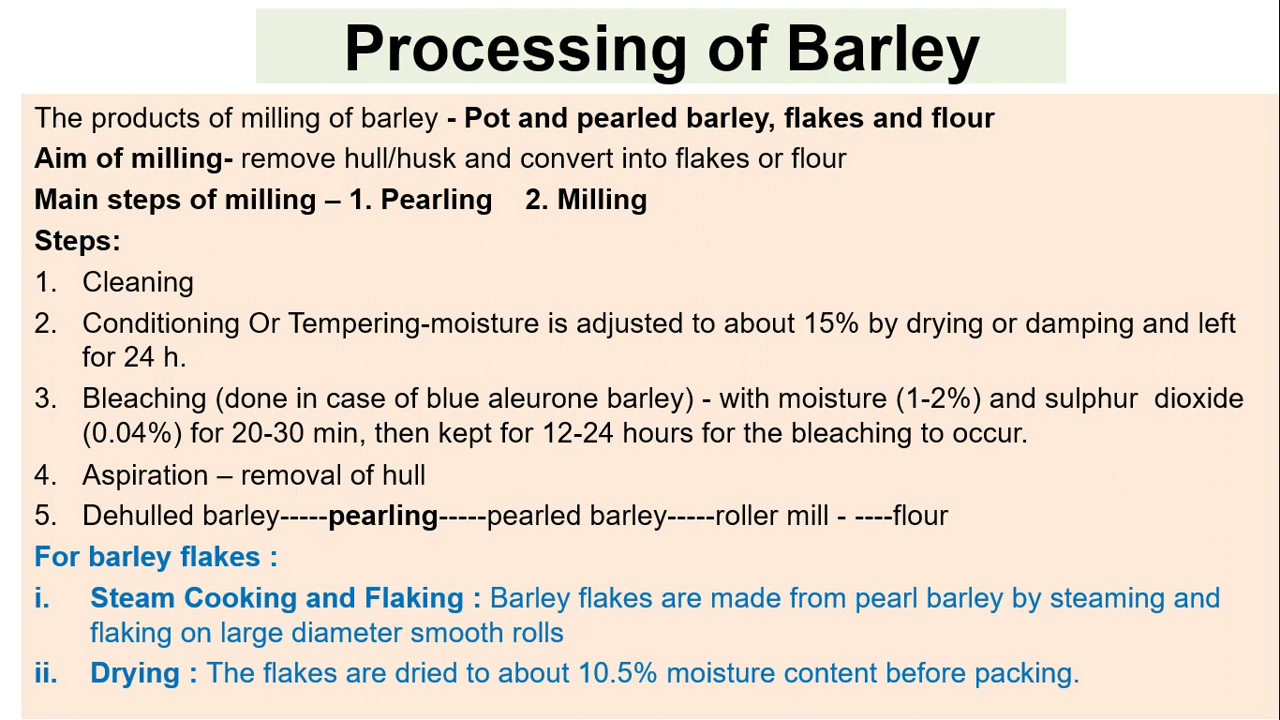 Processing of Barley
The products of milling of barley - Pot and pearled barley, flakes and flour
Aim of milling- remove hull/husk and convert into flakes or flour
Main steps of milling – 1. Pearling 2. Milling
Steps:
1. Cleaning
2. Conditioning Or Tempering-moisture is adjusted to about 15% by drying or damping and left
for 24 h.
3. Bleaching (done in case of blue aleurone barley) - with moisture (1-2%) and sulphur dioxide
(0.04%) for 20-30 min, then kept for 12-24 hours for the bleaching to occur.
4. Aspiration – removal of hull
5. Dehulled barley-----pearling-----pearled barley-----roller mill - ----flour
For barley flakes :
i. Steam Cooking and Flaking : Barley flakes are made from pearl barley by steaming and
flaking on large diameter smooth rolls
ii. Drying : The flakes are dried to about 10.5% moisture content before packing.